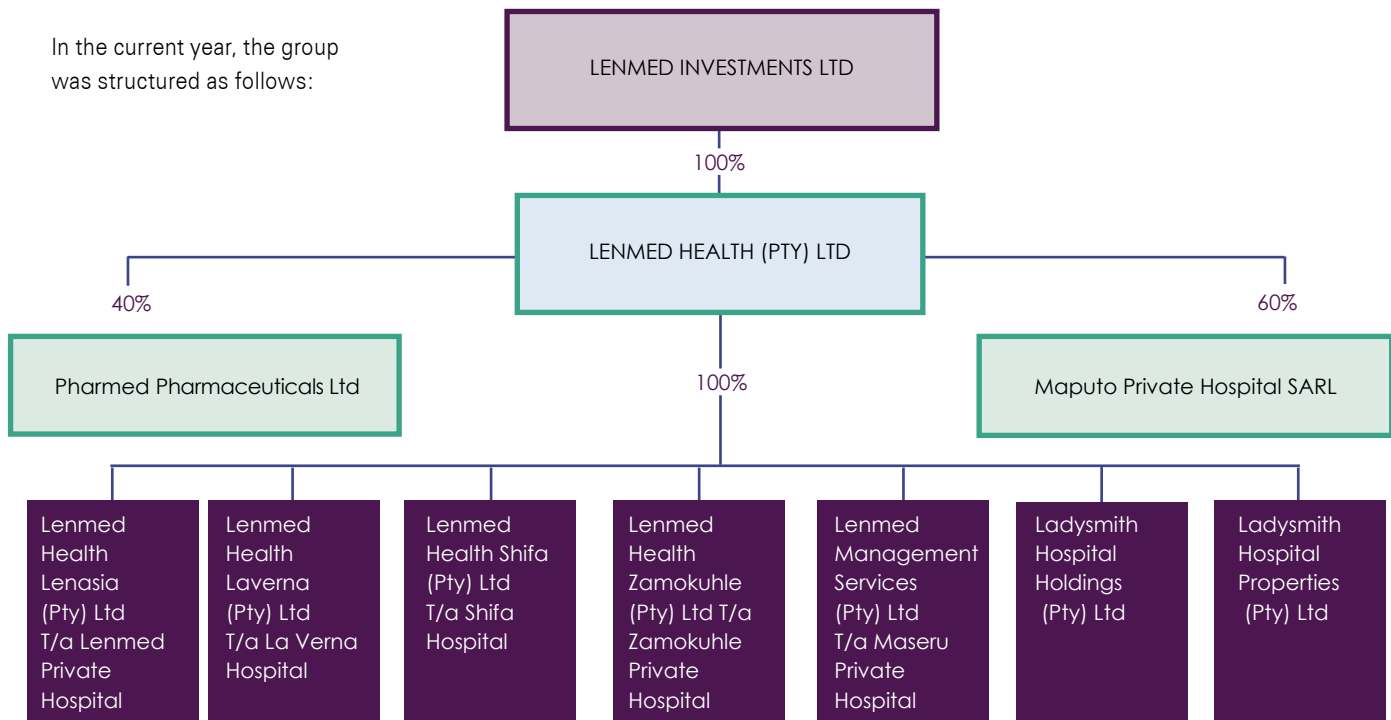 In the current year, the group
was structured as follows:
LENMED INVESTMENTS LTD
100%
LENMED HEALTH (PTY) LTD
40%
60%
Pharmed Pharmaceuticals Ltd
100%
Maputo Private Hospital SARL
Lenmed
Health
Lenasia
(Pty) Ltd
T/a Lenmed
Private
Hospital
Lenmed
Health
Laverna
(Pty) Ltd
T/a La Verna
Hospital
Lenmed
Health Shifa
(Pty) Ltd
T/a Shifa
Hospital
Lenmed
Health
Zamokuhle
(Pty) Ltd T/a
Zamokuhle
Private
Hospital
Lenmed
Management
Services
(Pty) Ltd
T/a Maseru
Private
Hospital
Ladysmith
Hospital
Holdings
(Pty) Ltd
Ladysmith
Hospital
Properties
(Pty) Ltd